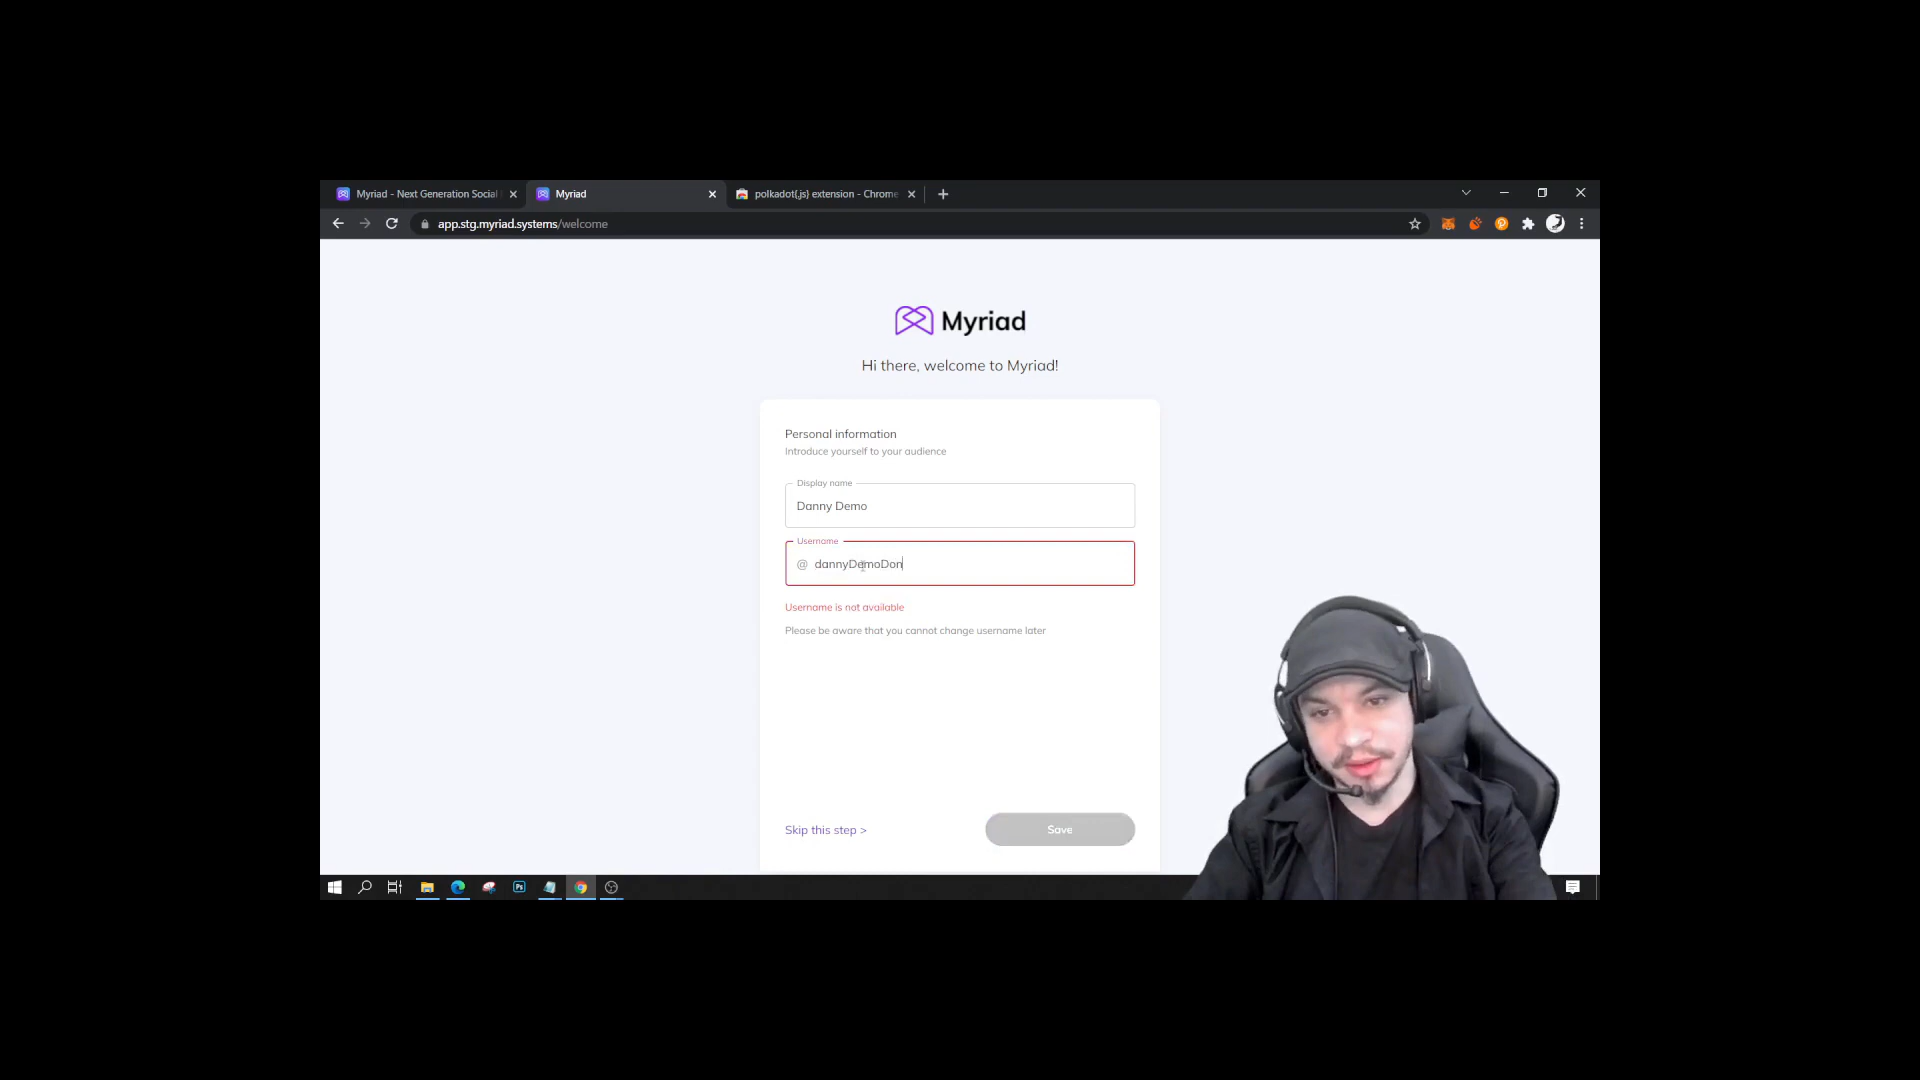 Myriad - Next Generation Social
Myriad
polkadot{.js} extension - Chrome
app.stg.myriad.systems/welcome
Myriad
Hi there, welcome to Myriad!
Personal information
Introduce yourself to your audience
Display name
Danny Demo
Username
@ dannyDemoDon
Username is not available
Please be aware that you cannot change username later
Skip this step >
Save
Ps